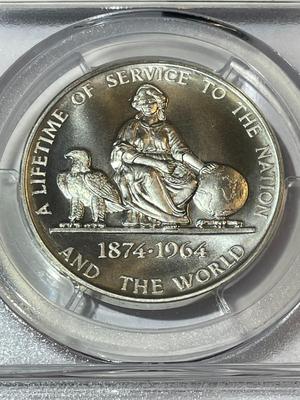 A LIFETIME OF SERVICE TO THE NATION
1874·1964
AND THE WORLD